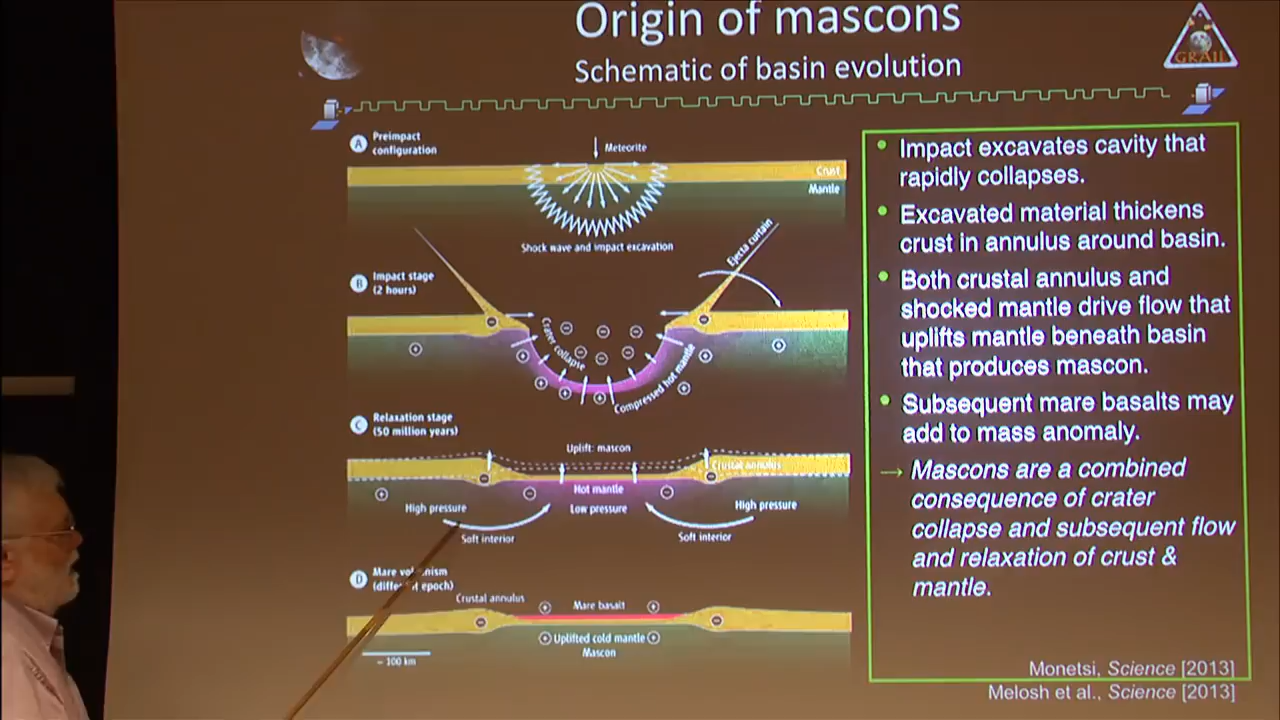 Origin of mascons
Schematic of basin evolution
GRAIL
A Preimpact
configuration
Meteorite
Crust
Mantle
Shock wave and impact excavation
Ejecta curtain
B Impact stage
(2 hours)
Crater collapse
Compressed hot mantle
C Relaxation stage
(50 million years)
Uplift: mascon
Crustal annulus
Hot mantle
High pressure
Low pressure
High pressure
Soft interior
Soft interior
D Mare volcanism
(different epoch)
Crustal annulus
Mare basalt
Uplifted cold mantle
Mascon
~ 100 km
• Impact excavates cavity that
rapidly collapses.
• Excavated material thickens
crust in annulus around basin.
• Both crustal annulus and
shocked mantle drive flow that
uplifts mantle beneath basin
that produces mascon.
• Subsequent mare basalts may
add to mass anomaly.
→ Mascons are a combined
consequence of crater
collapse and subsequent flow
and relaxation of crust &
mantle.
Monetsi, Science [2013]
Melosh et al., Science [2013]